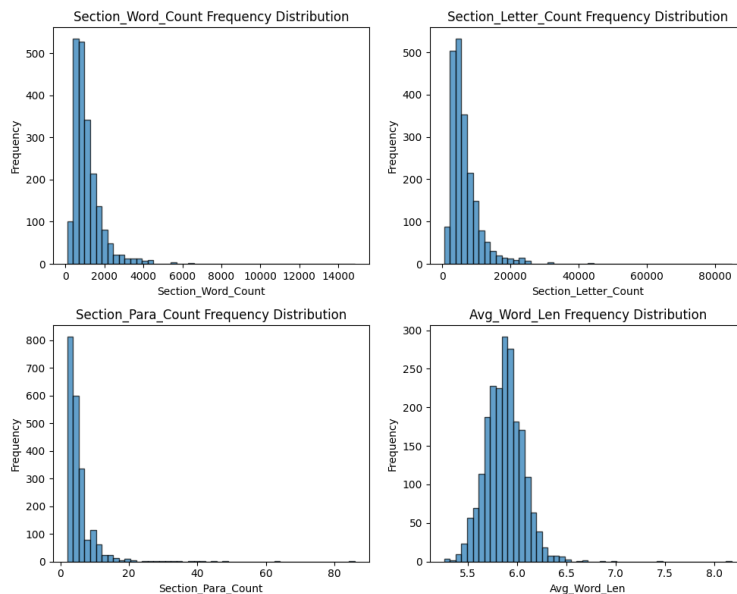 Section_Word_Count Frequency Distribution
500
400
300
200
100
0
Frequency
0 2000 4000 6000 8000 10000 12000 14000
Section_Word_Count
Section_Letter_Count Frequency Distribution
500
400
300
200
100
0
Frequency
0 20000 40000 60000 80000
Section_Letter_Count
Section_Para_Count Frequency Distribution
800
700
600
500
400
300
200
100
0
Frequency
0 20 40 60 80
Section_Para_Count
Avg_Word_Len Frequency Distribution
300
250
200
150
100
50
0
Frequency
5.5 6.0 6.5 7.0 7.5 8.0
Avg_Word_Len